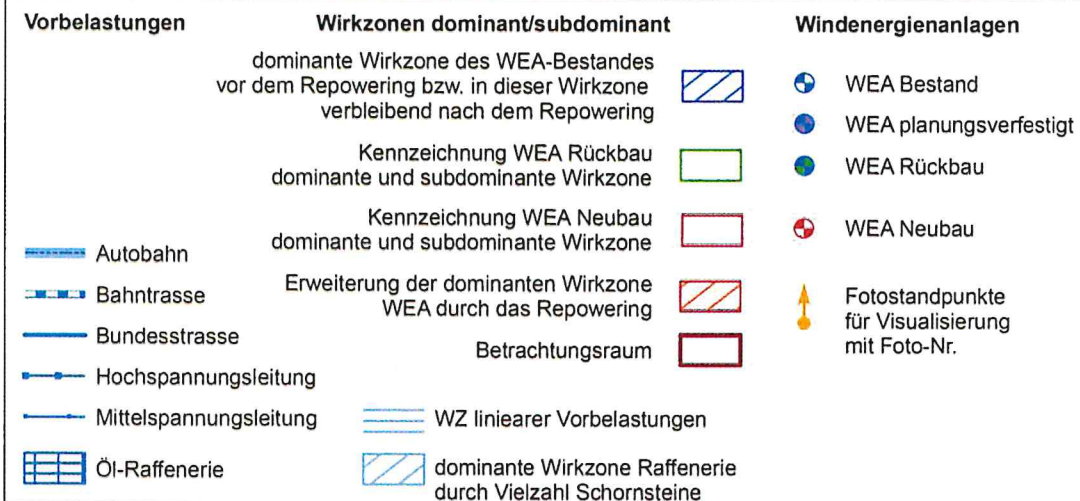 Vorbelastungen
Autobahn
Bahntrasse
Bundesstrasse
Hochspannungsleitung
Mittelspannungsleitung
Öl-Raffenerie
Wirkzonen dominant/subdominant
dominante Wirkzone des WEA-Bestandes
vor dem Repowering bzw. in dieser Wirkzone
verbleibend nach dem Repowering
Kennzeichnung WEA Rückbau
dominante und subdominante Wirkzone
Kennzeichnung WEA Neubau
dominante und subdominante Wirkzone
Erweiterung der dominanten Wirkzone
WEA durch das Repowering
Betrachtungsraum
WZ liniearer Vorbelastungen
dominante Wirkzone Raffenerie
durch Vielzahl Schornsteine
Windenergienanlagen
WEA Bestand
WEA planungsverfestigt
WEA Rückbau
WEA Neubau
Fotostandpunkte
für Visualisierung
mit Foto-Nr.